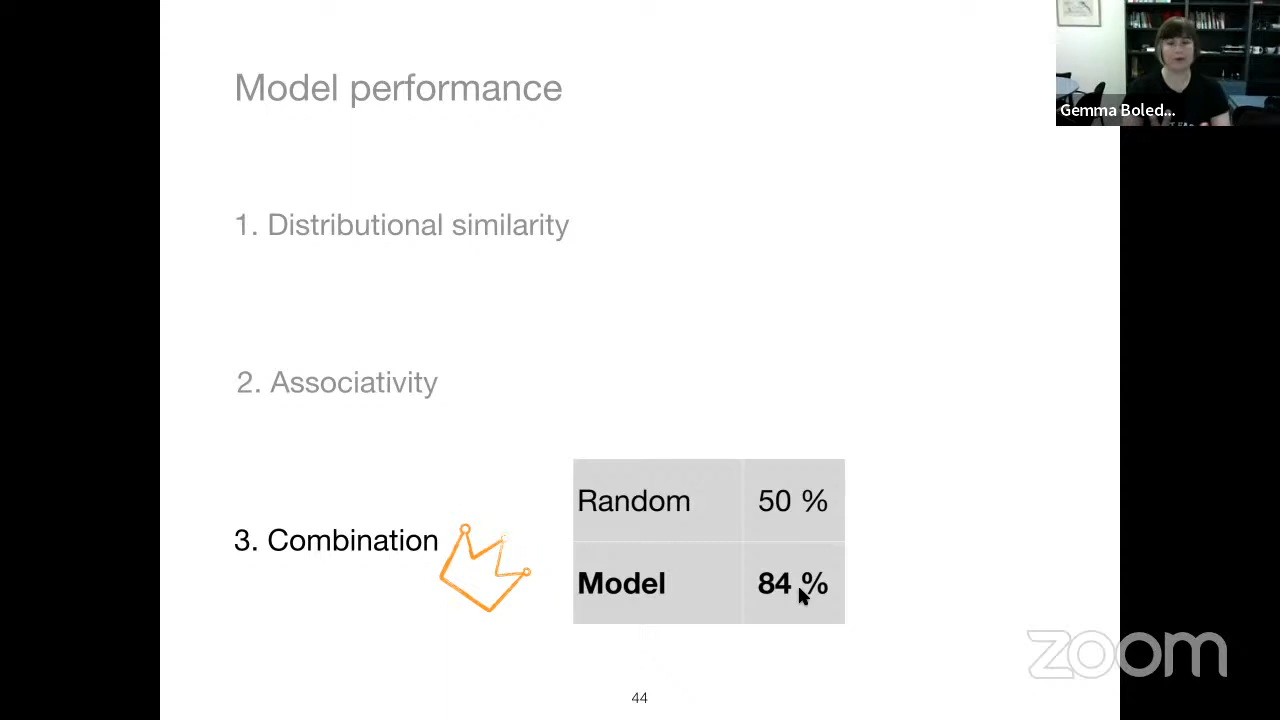 Model performance
Gemma Boled...
1. Distributional similarity
2. Associativity
Random 50 %
3. Combination
Model 84 %
zoom
44